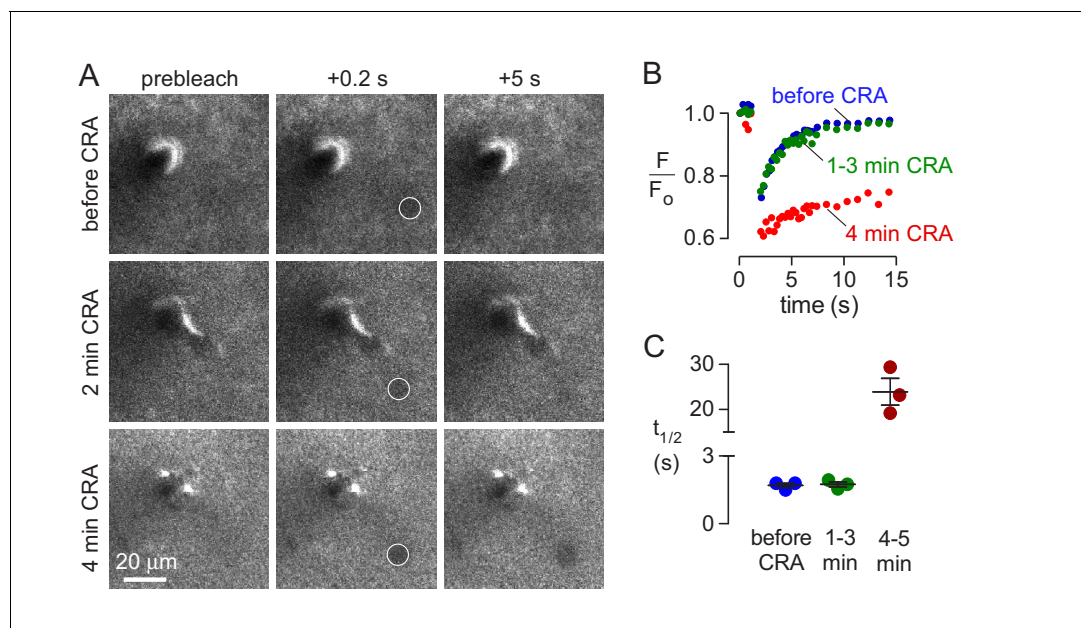 A
prebleach
+0.2 s
+5 s
before CRA
2 min CRA
4 min CRA
20 μm
B
before CRA
1-3 min CRA
4 min CRA
F
Fo
1.0
0.8
0.6
0
5
10
15
time (s)
C
t1/2
(s)
30
20
3
0
before
CRA
1-3
min
4-5
min